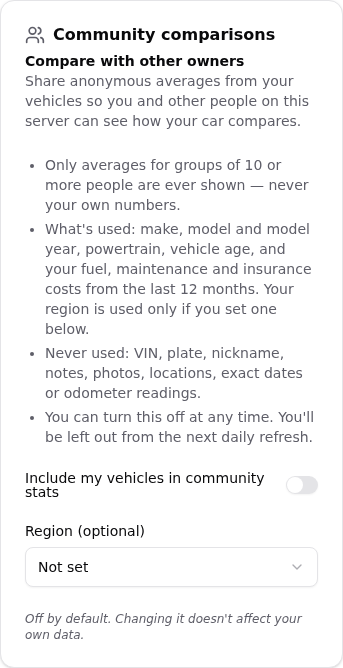 Community comparisons
Compare with other owners
Share anonymous averages from your
vehicles so you and other people on this
server can see how your car compares.
• Only averages for groups of 10 or
more people are ever shown — never
your own numbers.
• What's used: make, model and model
year, powertrain, vehicle age, and
your fuel, maintenance and insurance
costs from the last 12 months. Your
region is used only if you set one
below.
• Never used: VIN, plate, nickname,
notes, photos, locations, exact dates
or odometer readings.
• You can turn this off at any time. You'll
be left out from the next daily refresh.
Include my vehicles in community
stats
Region (optional)
Not set
Off by default. Changing it doesn't affect your
own data.